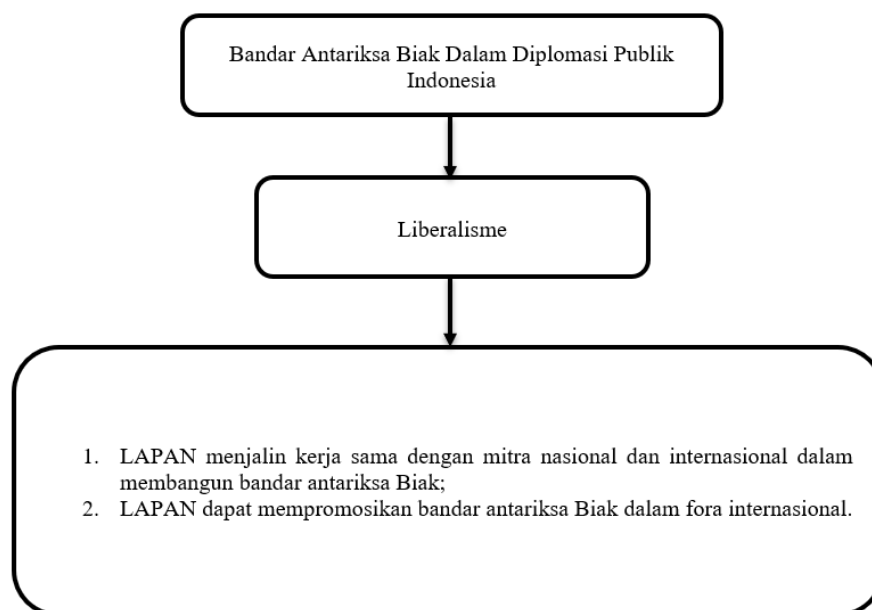 Bandar Antariksa Biak Dalam Diplomasi Publik
Indonesia
Liberalisme
1. LAPAN menjalin kerja sama dengan mitra nasional dan internasional dalam
membangun bandar antariksa Biak;
2. LAPAN dapat mempromosikan bandar antariksa Biak dalam fora internasional.